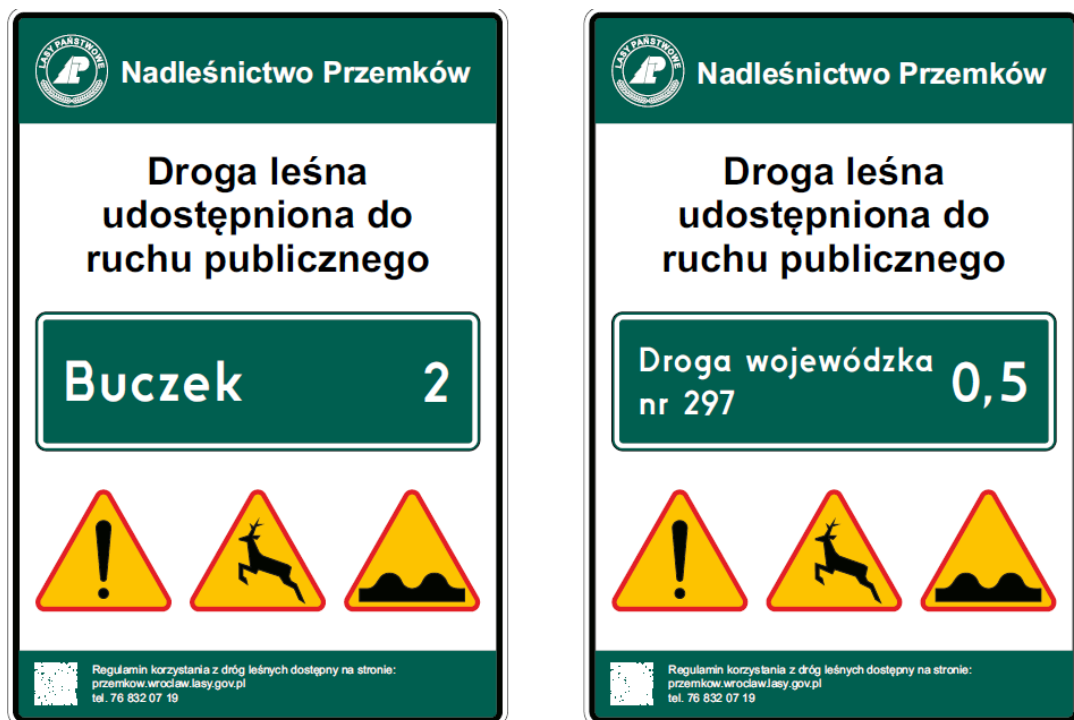 LASY PAŃSTWOWE
Nadleśnictwo Przemków
Droga leśna
udostępniona do
ruchu publicznego
Buczek 2
Regulamin korzystania z dróg leśnych dostępny na stronie:
przemkow.wroclaw.lasy.gov.pl
tel. 76 832 07 19
LASY PAŃSTWOWE
Nadleśnictwo Przemków
Droga leśna
udostępniona do
ruchu publicznego
Droga wojewódzka
nr 297
0,5
Regulamin korzystania z dróg leśnych dostępny na stronie:
przemkow.wroclaw.lasy.gov.pl
tel. 76 832 07 19